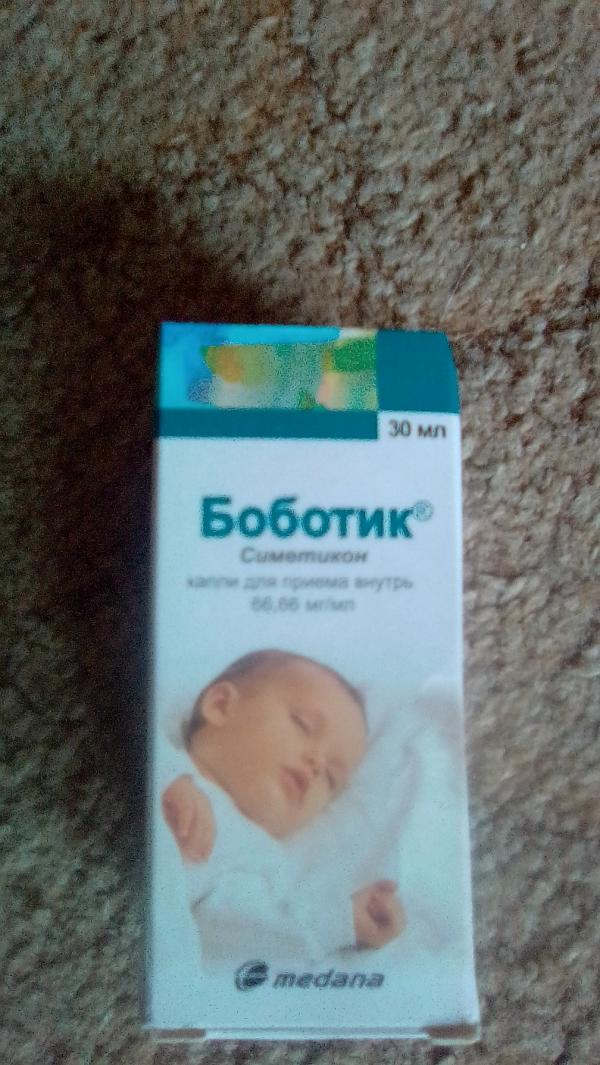 30 мл
Боботик®
Симетикон
капли для приема внутрь
66,66 мг/мл
medana